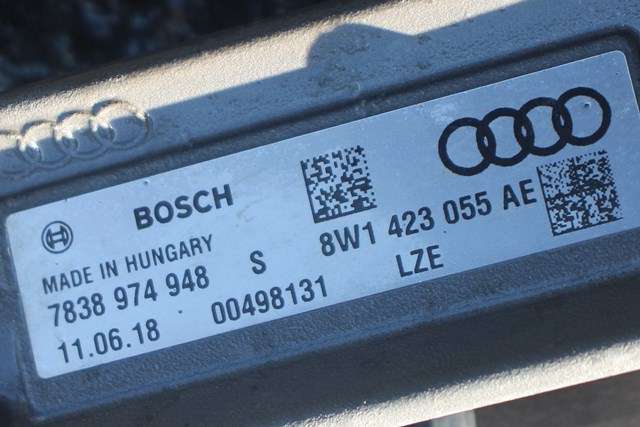 BOSCH
MADE IN HUNGARY
7838 974 948 S 8W1 423 055 AE
11.06.18 00498131 LZE